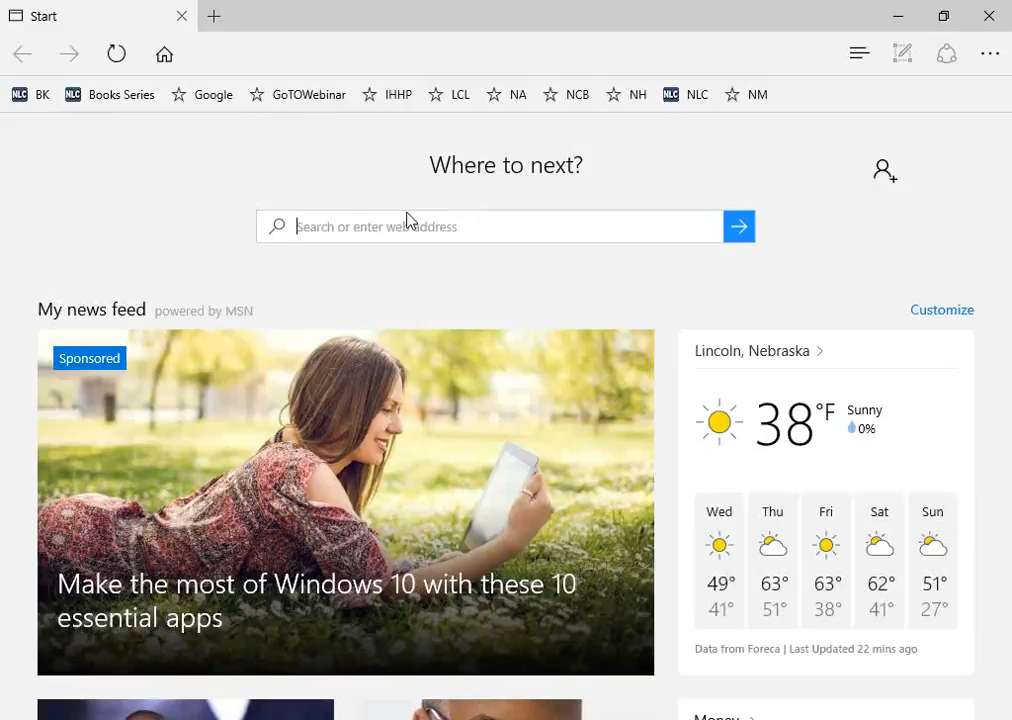 Start
NLC BK NLC Books Series Google GoTOWebinar IHHP LCL NA NCB NH NLC NLC NM
Where to next?
Search or enter web address
My news feed powered by MSN
Customize
Sponsored
Make the most of Windows 10 with these 10
essential apps
Lincoln, Nebraska
38°F Sunny
0%
Wed Thu Fri Sat Sun
49° 63° 63° 62° 51°
41° 51° 38° 41° 27°
Data from Foreca | Last Updated 22 mins ago
Money